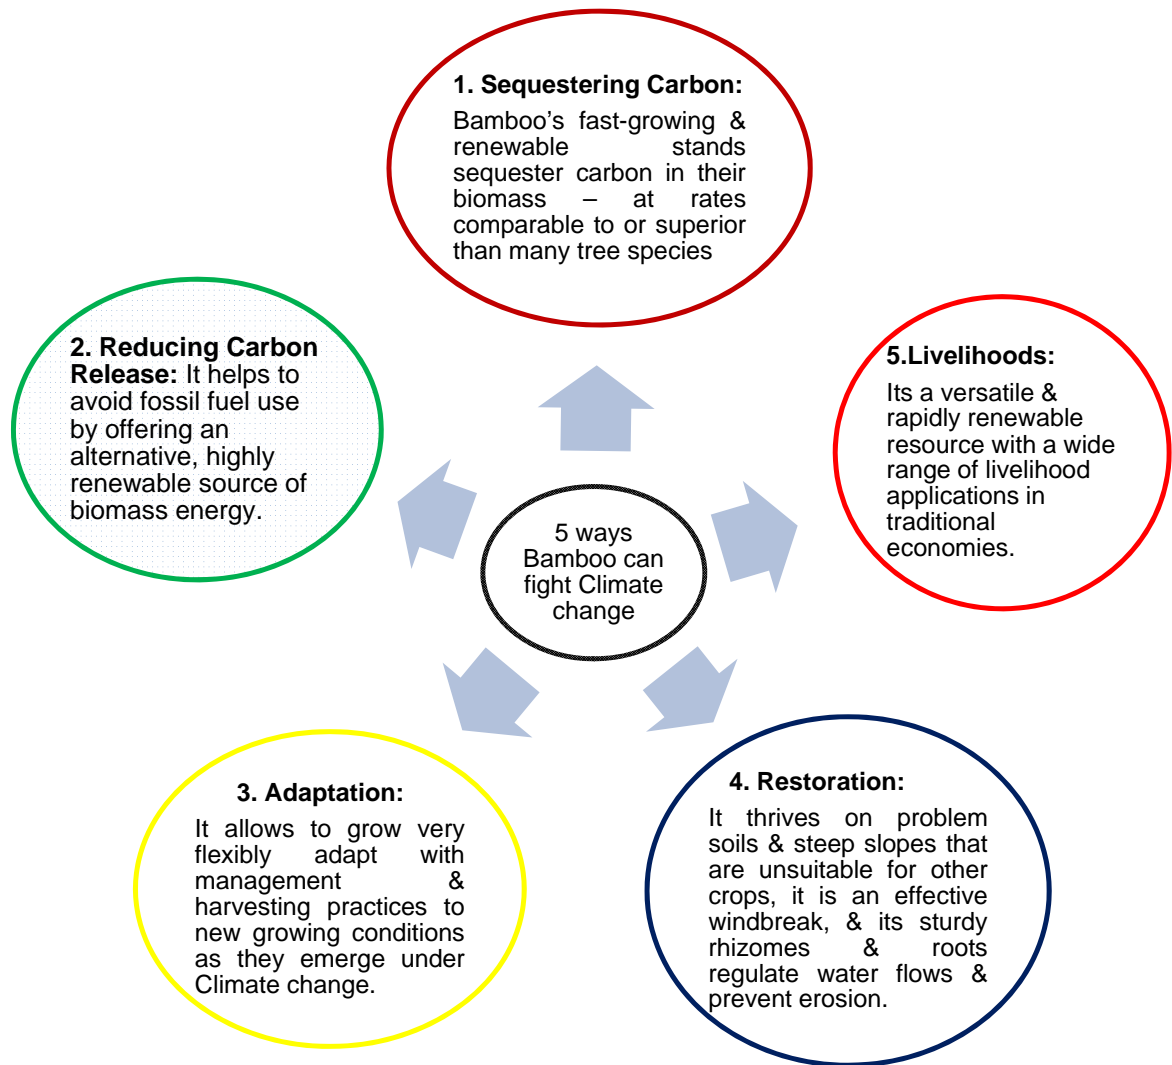 1. Sequestering Carbon:
Bamboo’s fast-growing &
renewable stands
sequester carbon in their
biomass – at rates
comparable to or superior
than many tree species
2. Reducing Carbon
Release: It helps to
avoid fossil fuel use
by offering an
alternative, highly
renewable source of
biomass energy.
5.Livelihoods:
Its a versatile &
rapidly renewable
resource with a wide
range of livelihood
applications in
traditional
economies.
5 ways
Bamboo can
fight Climate
change
3. Adaptation:
It allows to grow very
flexibly adapt with
management &
harvesting practices to
new growing conditions
as they emerge under
Climate change.
4. Restoration:
It thrives on problem
soils & steep slopes that
are unsuitable for other
crops, it is an effective
windbreak, & its sturdy
rhizomes & roots
regulate water flows &
prevent erosion.